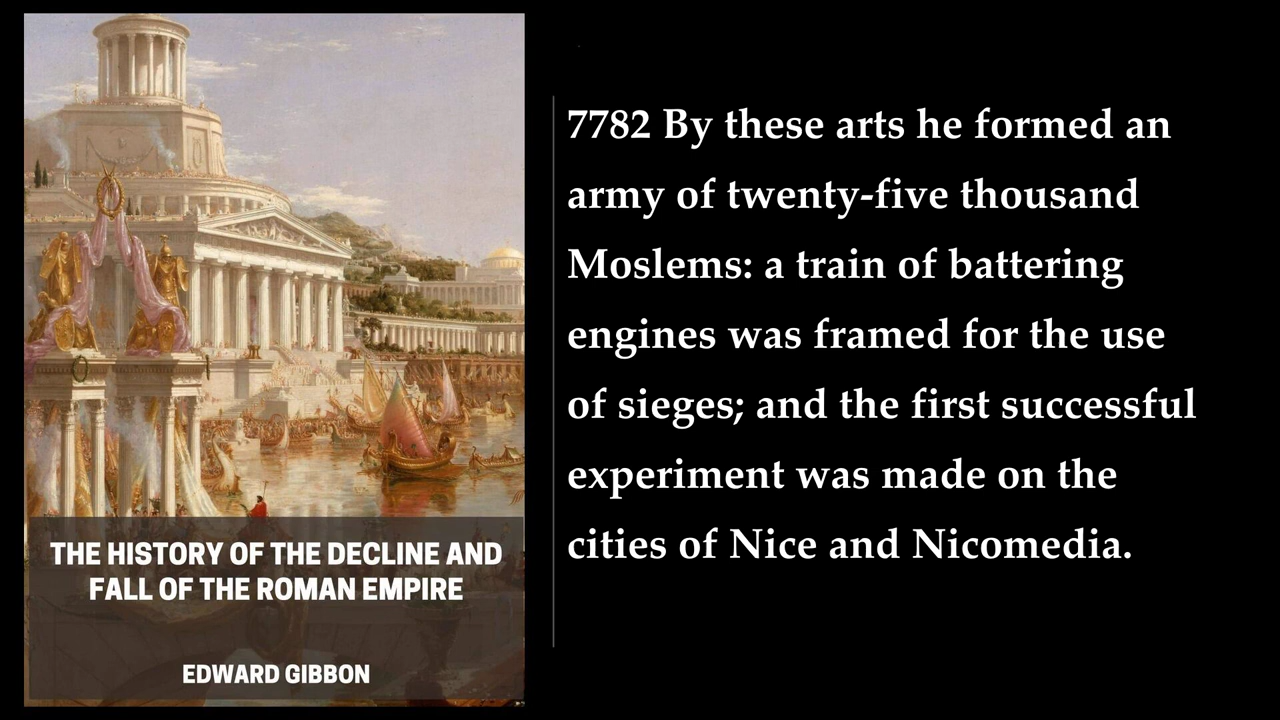 THE HISTORY OF THE DECLINE AND
FALL OF THE ROMAN EMPIRE
EDWARD GIBBON
7782 By these arts he formed an
army of twenty-five thousand
Moslems: a train of battering
engines was framed for the use
of sieges; and the first successful
experiment was made on the
cities of Nice and Nicomedia.